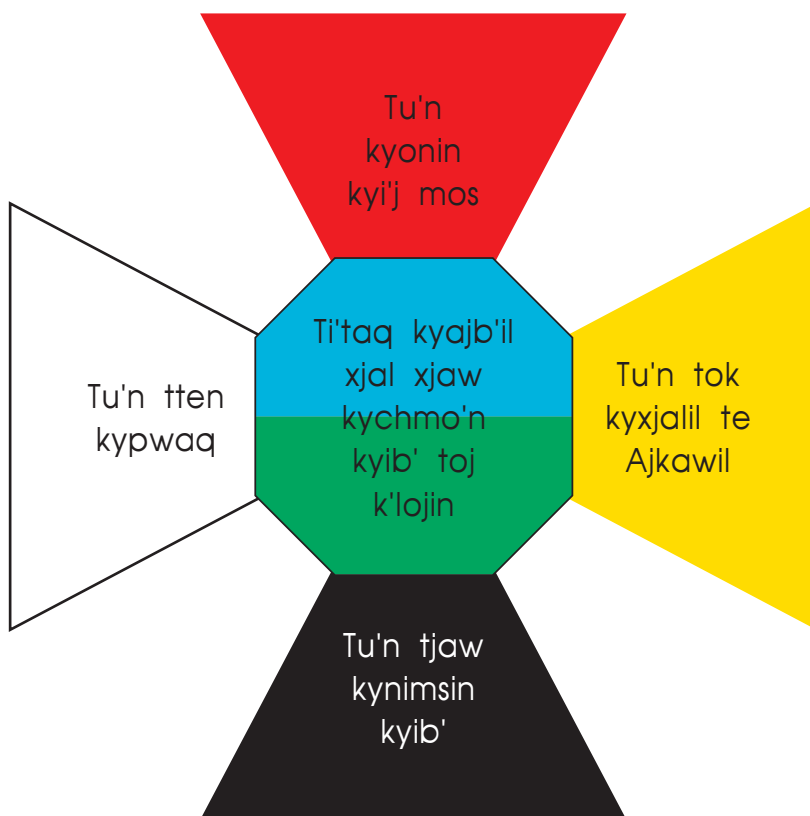 Tu'n
kyonin
kyi'j mos
Tu'n tten
kypwaq
Ti'taq kyajb'il
xjal xjaw
kychmo'n
kyib' toj
k'lojin
Tu'n tok
kyxjalil te
Ajkawil
Tu'n tjaw
kynimsin
kyib'